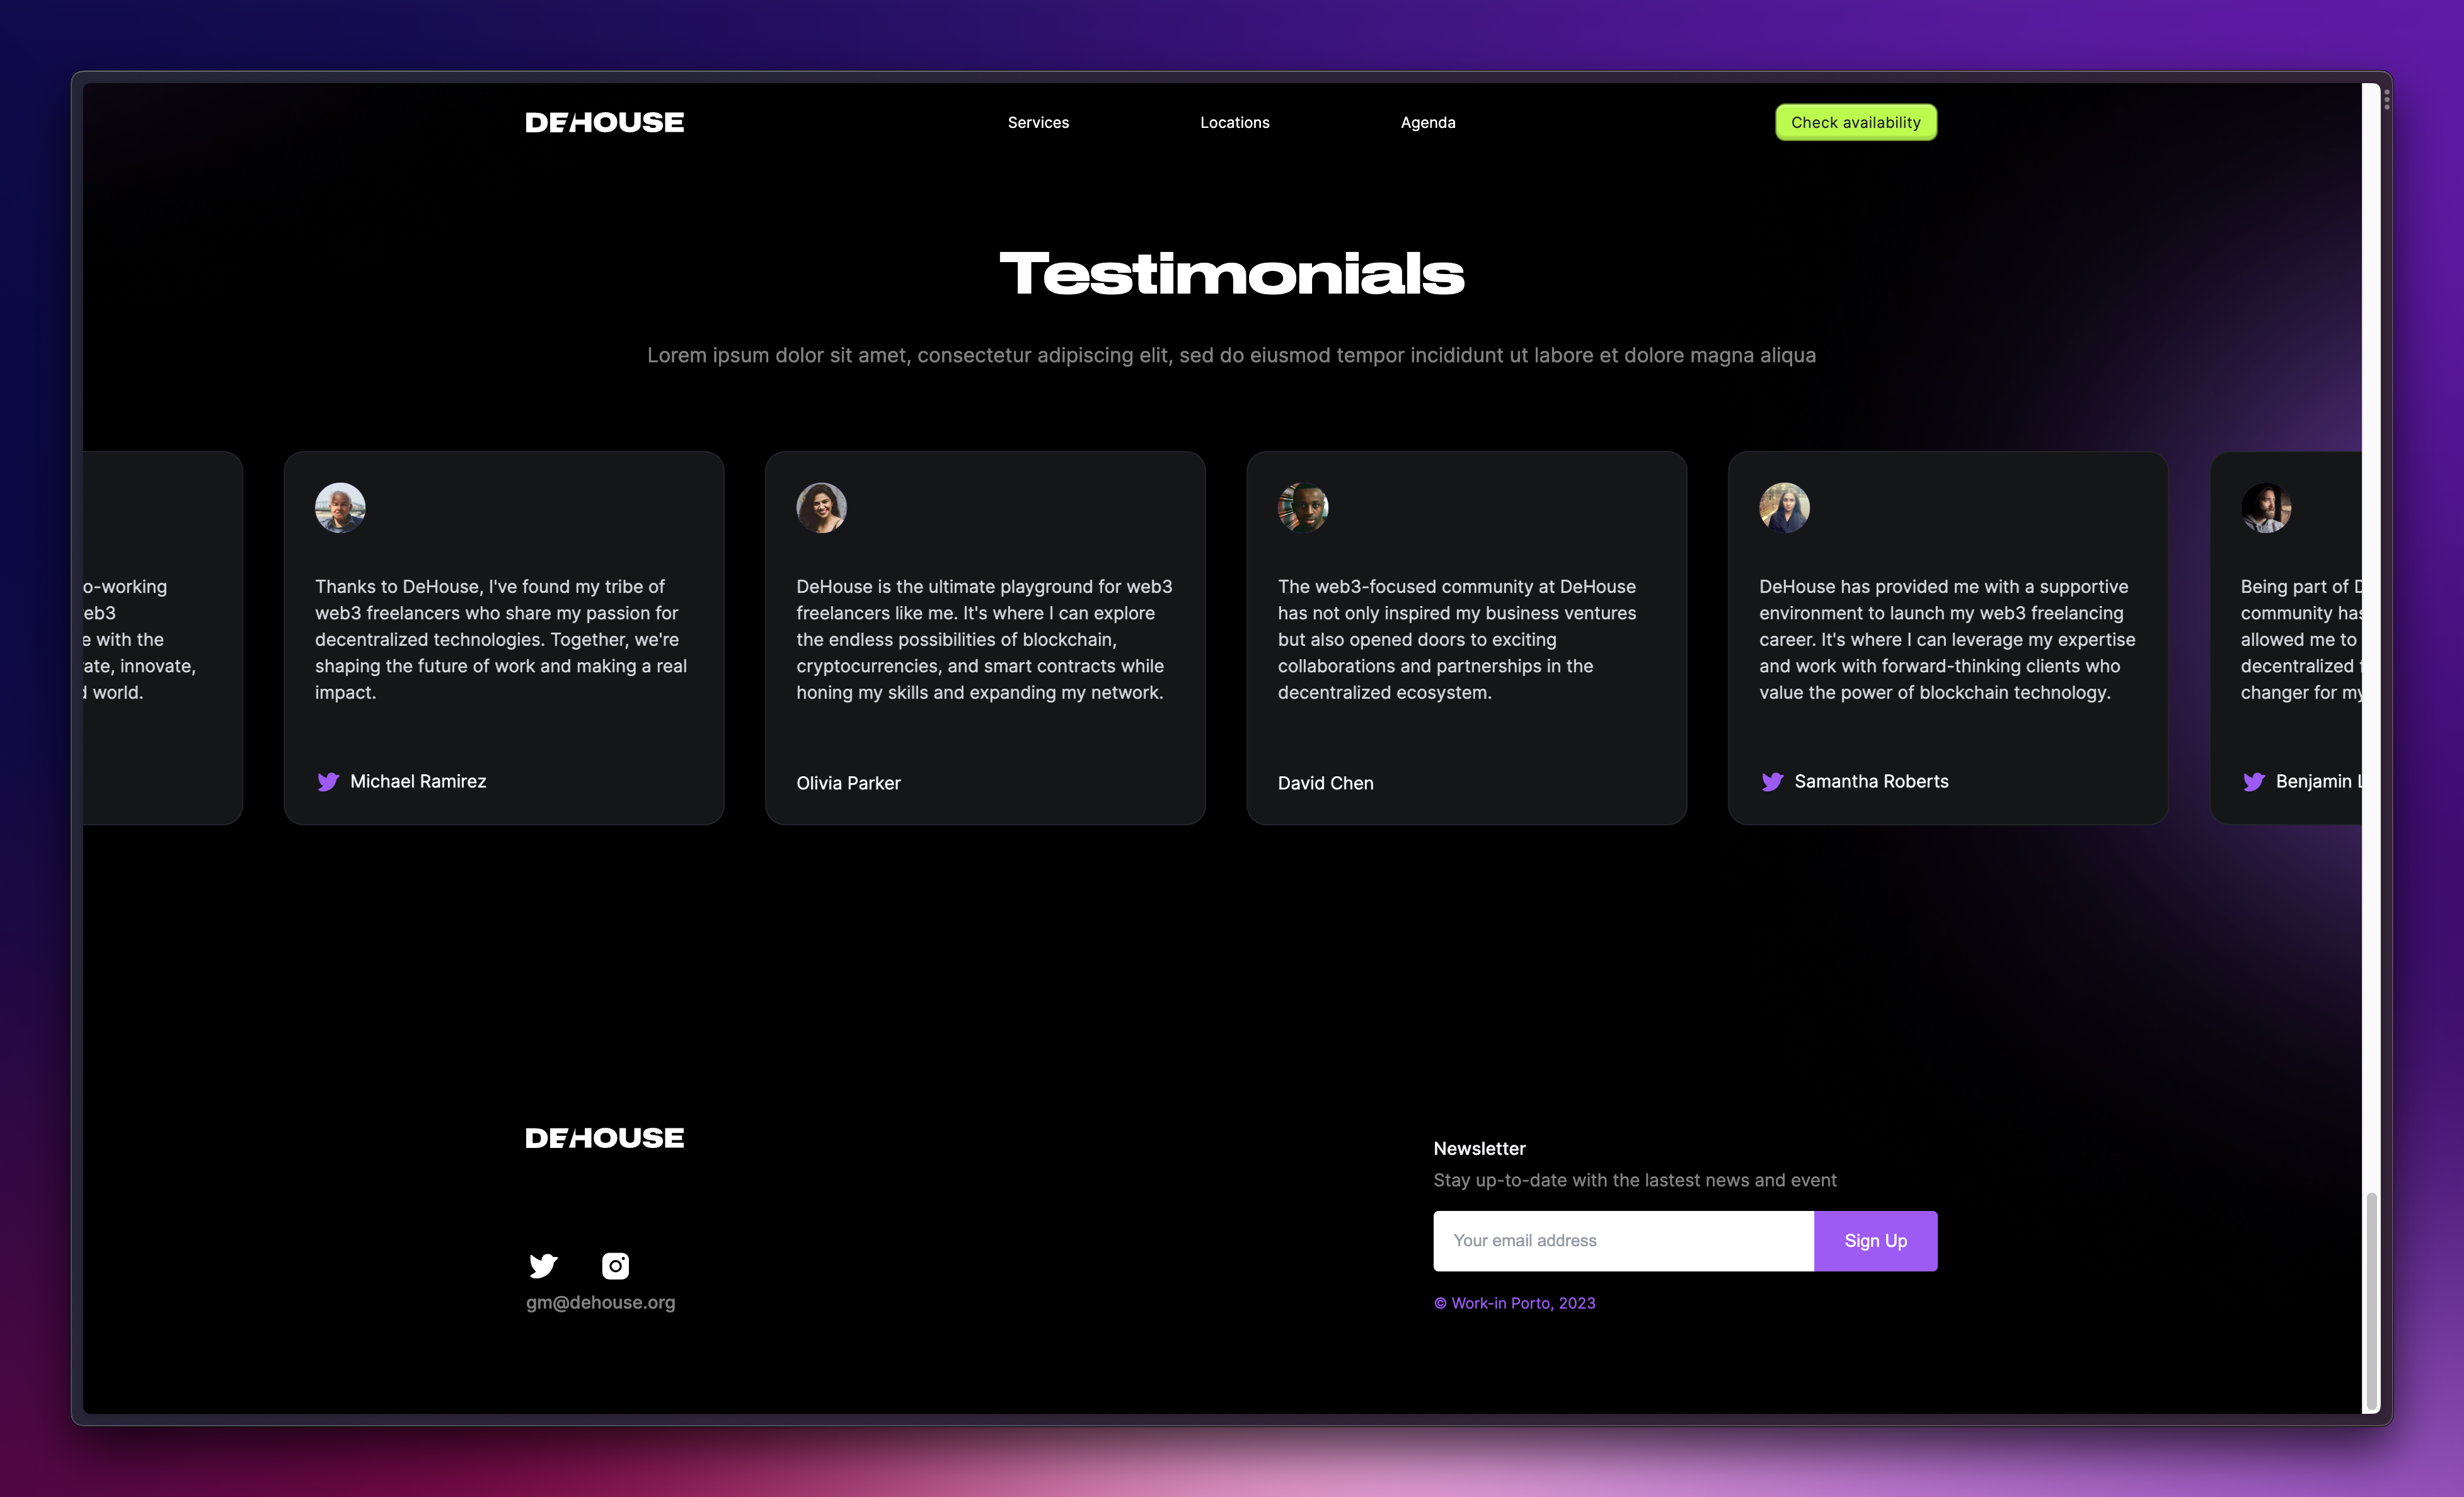 DEHOUSE
Services
Locations
Agenda
Check availability
Testimonials
Lorem ipsum dolor sit amet, consectetur adipiscing elit, sed do eiusmod tempor incididunt ut labore et dolore magna aliqua
o-working
eb3
e with the
ate, innovate,
d world.
Thanks to DeHouse, I've found my tribe of
web3 freelancers who share my passion for
decentralized technologies. Together, we're
shaping the future of work and making a real
impact.
Michael Ramirez
DeHouse is the ultimate playground for web3
freelancers like me. It's where I can explore
the endless possibilities of blockchain,
cryptocurrencies, and smart contracts while
honing my skills and expanding my network.
Olivia Parker
The web3-focused community at DeHouse
has not only inspired my business ventures
but also opened doors to exciting
collaborations and partnerships in the
decentralized ecosystem.
David Chen
DeHouse has provided me with a supportive
environment to launch my web3 freelancing
career. It's where I can leverage my expertise
and work with forward-thinking clients who
value the power of blockchain technology.
Samantha Roberts
Being part of D
community has
allowed me to
decentralized
changer for my
Benjamin L
DEHOUSE
gm@dehouse.org
Newsletter
Stay up-to-date with the lastest news and event
Your email address
Sign Up
© Work-in Porto, 2023